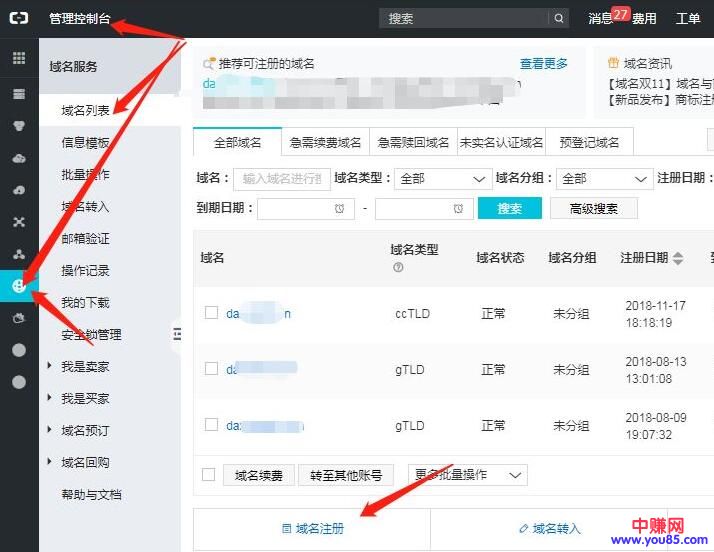 管理控制台
搜索
消息 27 费用 工单
域名服务
域名列表
信息模板
批量操作
域名转入
邮箱验证
操作记录
我的下载
安全锁管理
我是卖家
我是买家
域名预订
域名回购
帮助与文档
推荐可注册的域名 查看更多
da
域名资讯
【域名双11】域名与
【新品发布】商标注
全部域名 急需续费域名 急需赎回域名 未实名认证域名 预登记域名
域名： 输入域名进行搜 域名类型： 全部 域名分组： 全部 注册日期：
到期日期： - 搜索 高级搜索
域名 域名类型 域名状态 域名分组 注册日期
da n ccTLD 正常 未分组 2018-11-17
18:18:19
da gTLD 正常 未分组 2018-08-13
13:01:08
da gTLD 正常 未分组 2018-08-09
19:07:32
域名续费 转至其他账号 更多批量操作
域名注册 域名转入
中赚网
www.you85.com